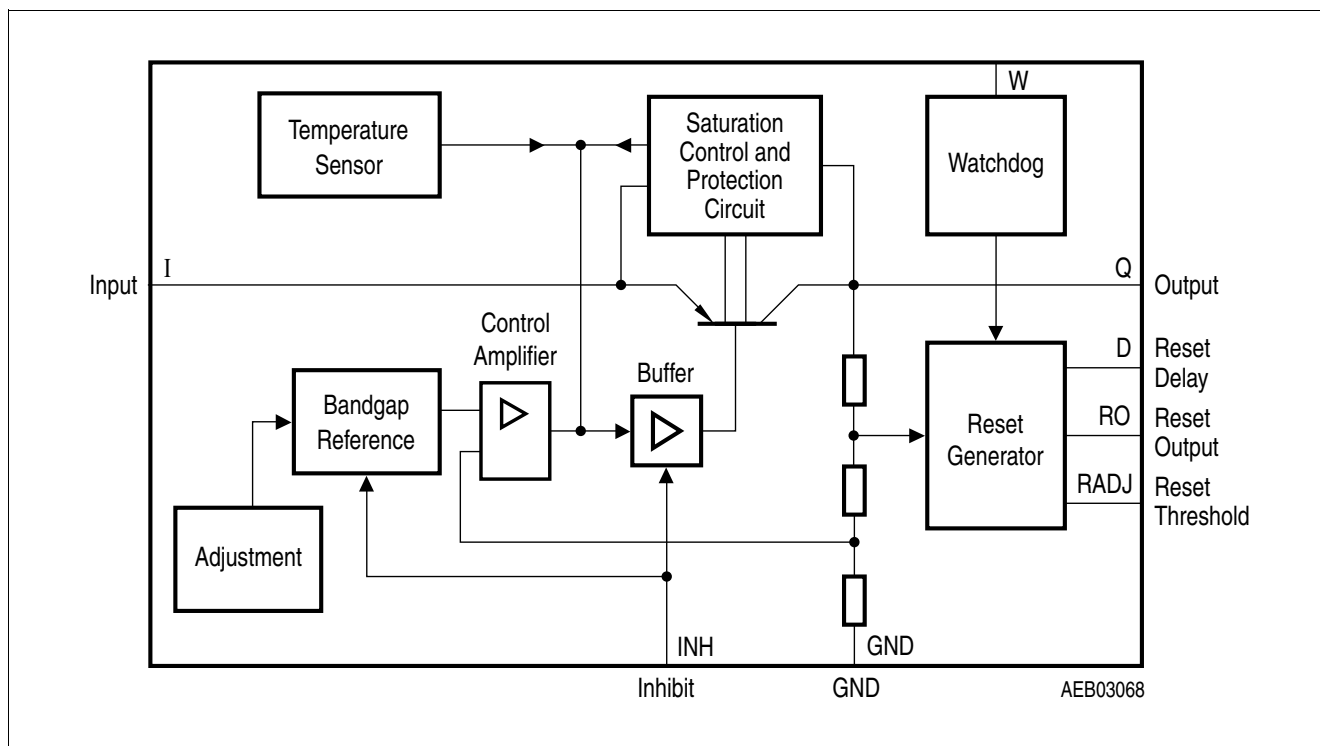 W
Temperature
Sensor
Saturation
Control and
Protection
Circuit
Watchdog
Input
I
Q
Output
Control
Amplifier
Buffer
Bandgap
Reference
Reset
Generator
D
Reset
Delay
RO
Reset
Output
RADJ
Reset
Threshold
Adjustment
INH
GND
Inhibit
GND
AEB03068